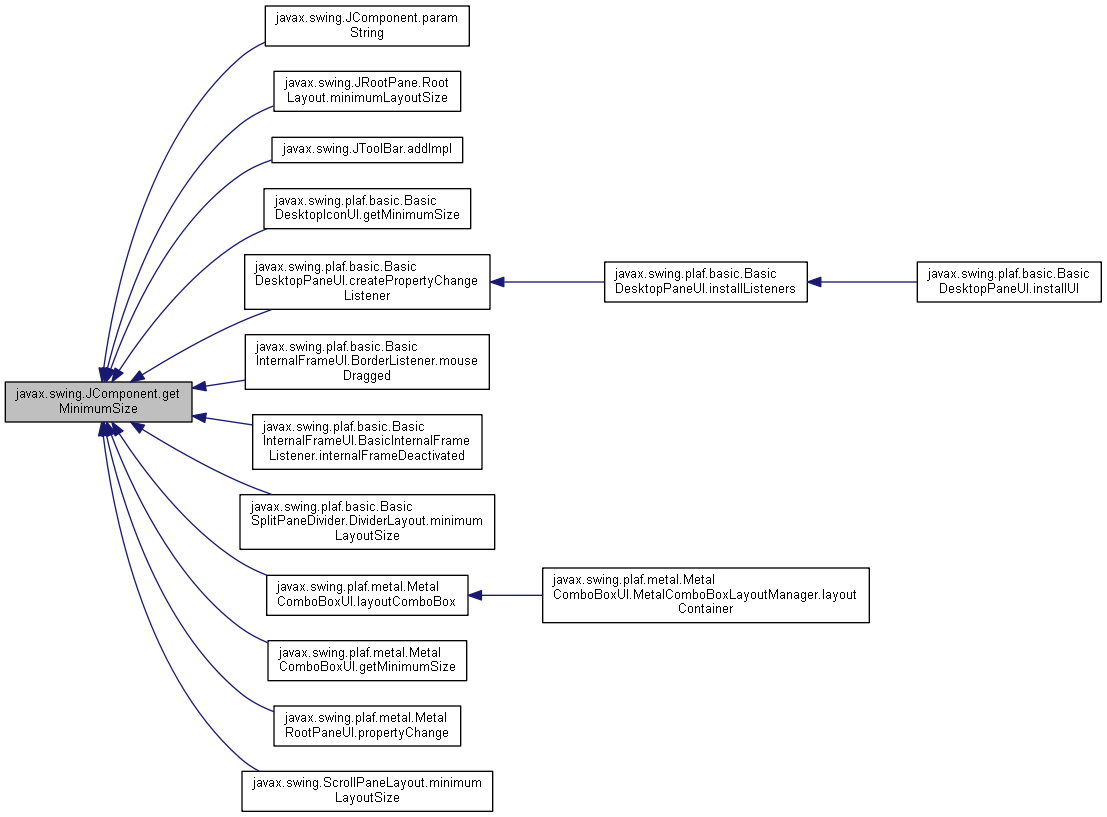 javax.swing.JComponent.param
String
javax.swing.JRootPane.Root
Layout.minimumLayoutSize
javax.swing.JToolBar.addImpl
javax.swing.plaf.basic.Basic
DesktopIconUI.getMinimumSize
javax.swing.plaf.basic.Basic
DesktopPaneUI.createPropertyChange
Listener
javax.swing.plaf.basic.Basic
DesktopPaneUI.installListeners
javax.swing.plaf.basic.Basic
DesktopPaneUI.installUI
javax.swing.plaf.basic.Basic
InternalFrameUI.BorderListener.mouse
Dragged
javax.swing.JComponent.get
MinimumSize
javax.swing.plaf.basic.Basic
InternalFrameUI.BasicInternalFrame
Listener.internalFrameDeactivated
javax.swing.plaf.basic.Basic
SplitPaneDivider.DividerLayout.minimum
LayoutSize
javax.swing.plaf.metal.Metal
ComboBoxUI.layoutComboBox
javax.swing.plaf.metal.Metal
ComboBoxUI.MetalComboBoxLayoutManager.layout
Container
javax.swing.plaf.metal.Metal
ComboBoxUI.getMinimumSize
javax.swing.plaf.metal.Metal
RootPaneUI.propertyChange
javax.swing.ScrollPaneLayout.minimum
LayoutSize